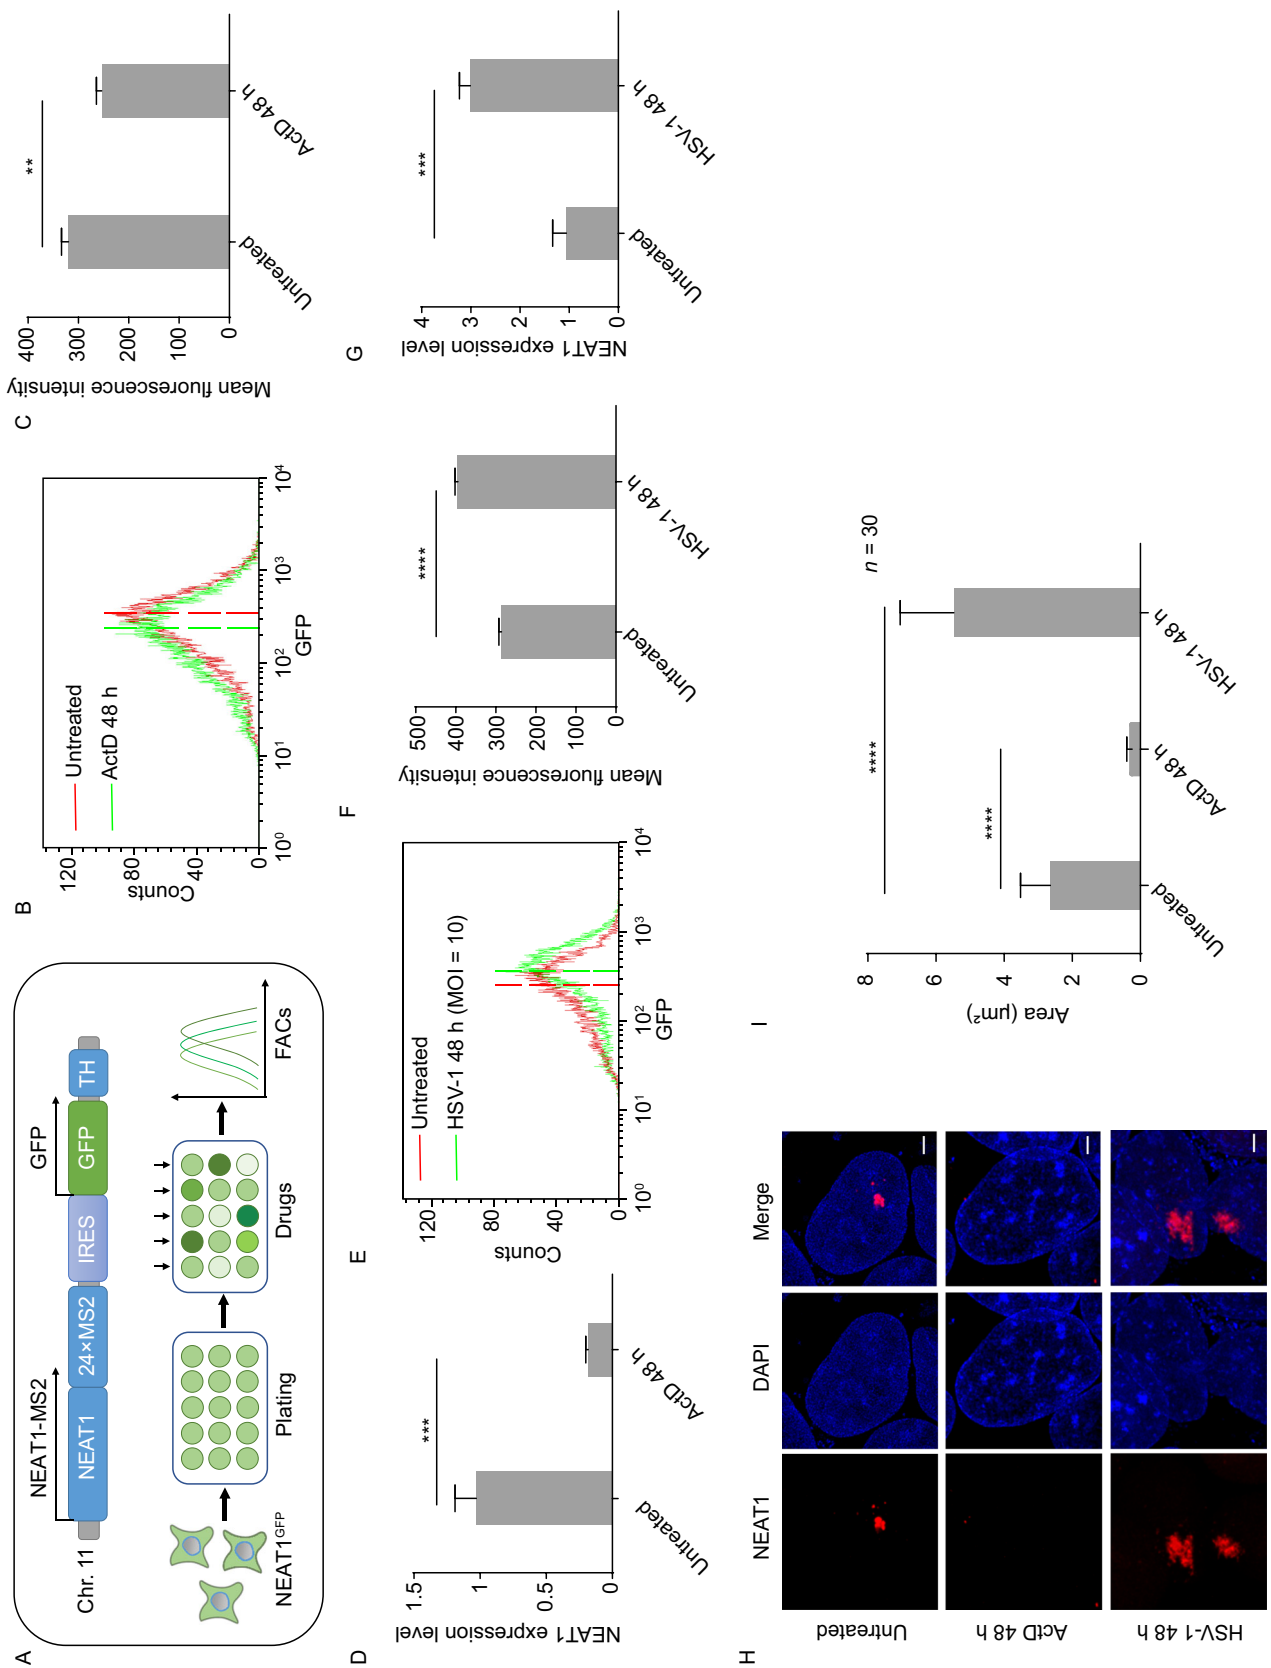 A
NEAT1-MS2
GFP
Chr. 11
NEAT1
24×MS2
IRES
GFP
TH
NEAT1GFP
Plating
Drugs
FACs
B
Counts
120
80
40
0
Untreated
ActD 48 h
10⁰
10¹
10²
10³
10⁴
GFP
C
Mean fluorescence intensity
400
300
200
100
0
**
Untreated
ActD 48 h
D
NEAT1 expression level
1.5
1
0.5
0
***
Untreated
ActD 48 h
E
Counts
120
80
40
0
Untreated
HSV-1 48 h (MOI = 10)
10⁰
10¹
10²
10³
10⁴
GFP
F
Mean fluorescence intensity
500
400
300
200
100
0
****
Untreated
HSV-1 48 h
G
NEAT1 expression level
4
3
2
1
0
***
Untreated
HSV-1 48 h
H
NEAT1
DAPI
Merge
Untreated
ActD 48 h
HSV-1 48 h
I
Area (µm²)
8
6
4
2
0
****
****
n = 30
Untreated
ActD 48 h
HSV-1 48 h